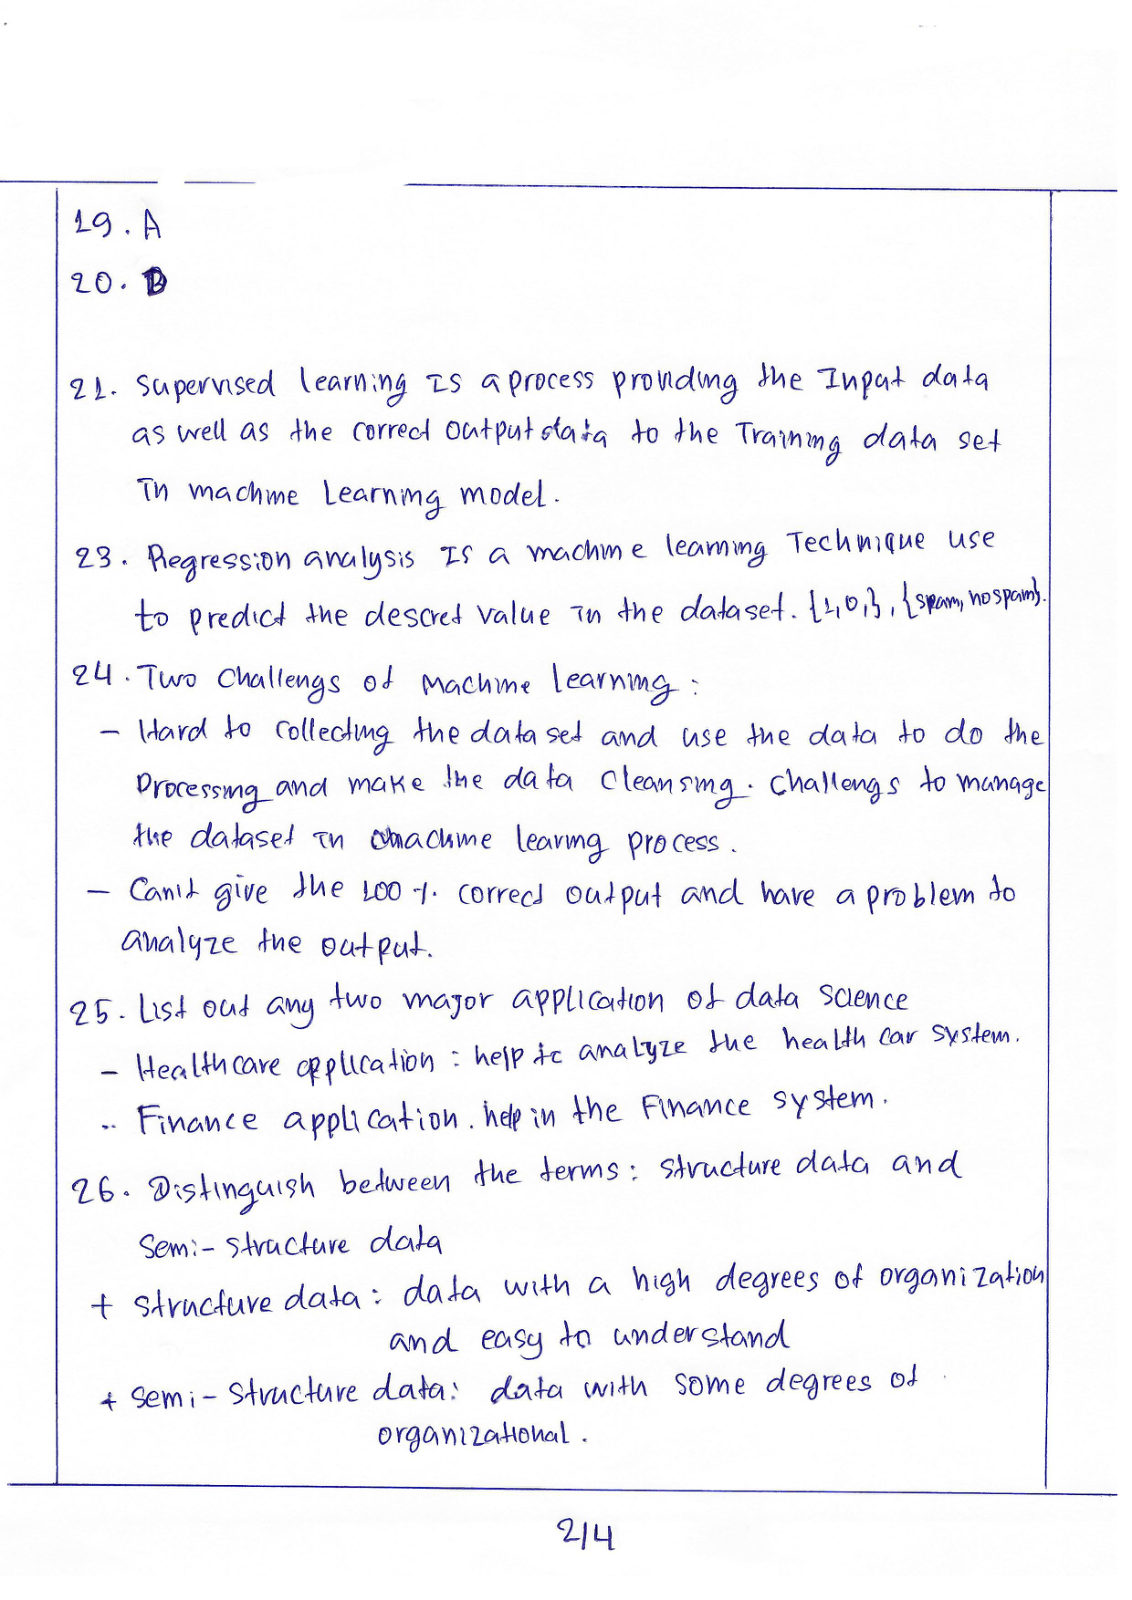 19. A
20. B
21. Supervised learning Is a process providing the Input data
as well as the correct output data to the Training data set
In machine Learning model.
23. Regression analysis Is a machine learning Technique use
to predict the descret value in the dataset. {1,0,}, {spam, no spam}.
24. Two Challengs of Machine Learning :
- Hard to collecting the data set and use the data to do the
Processing and make the data Cleansing. Challengs to manage
the dataset in machine learing process.
- Can't give the 100 %. correct output and have a problem to
analyze the output.
25. List out any two major application of data science
- Healthcare application : help to analyze the health car system.
- Finance application. help in the Finance system.
26. Distinguish between the terms : structure data and
Semi-structure data
+ Structure data : data with a high degrees of organization
and easy to understand
+ Semi-structure data : data with some degrees of
organizational.
2/4